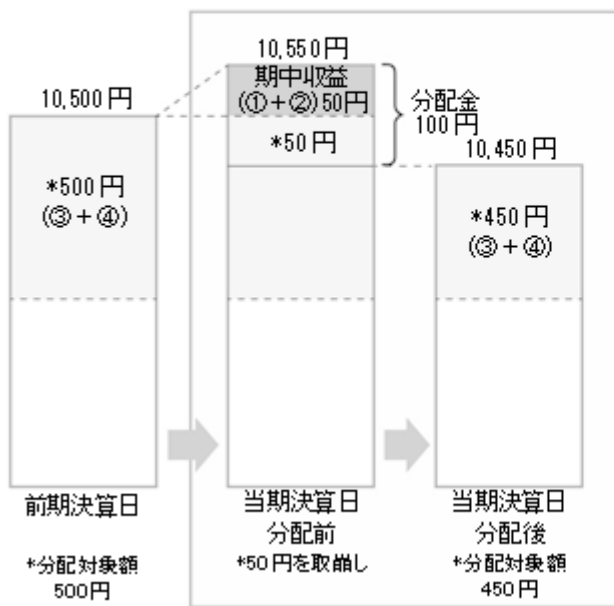 10,500円
*500円
(③+④)
前期決算日
*分配対象額
500円
10,550円
期中収益
(①+②)50円
*50円
分配金
100円
当期決算日
分配前
*50円を取崩し
10,450円
*450円
(③+④)
当期決算日
分配後
*分配対象額
450円